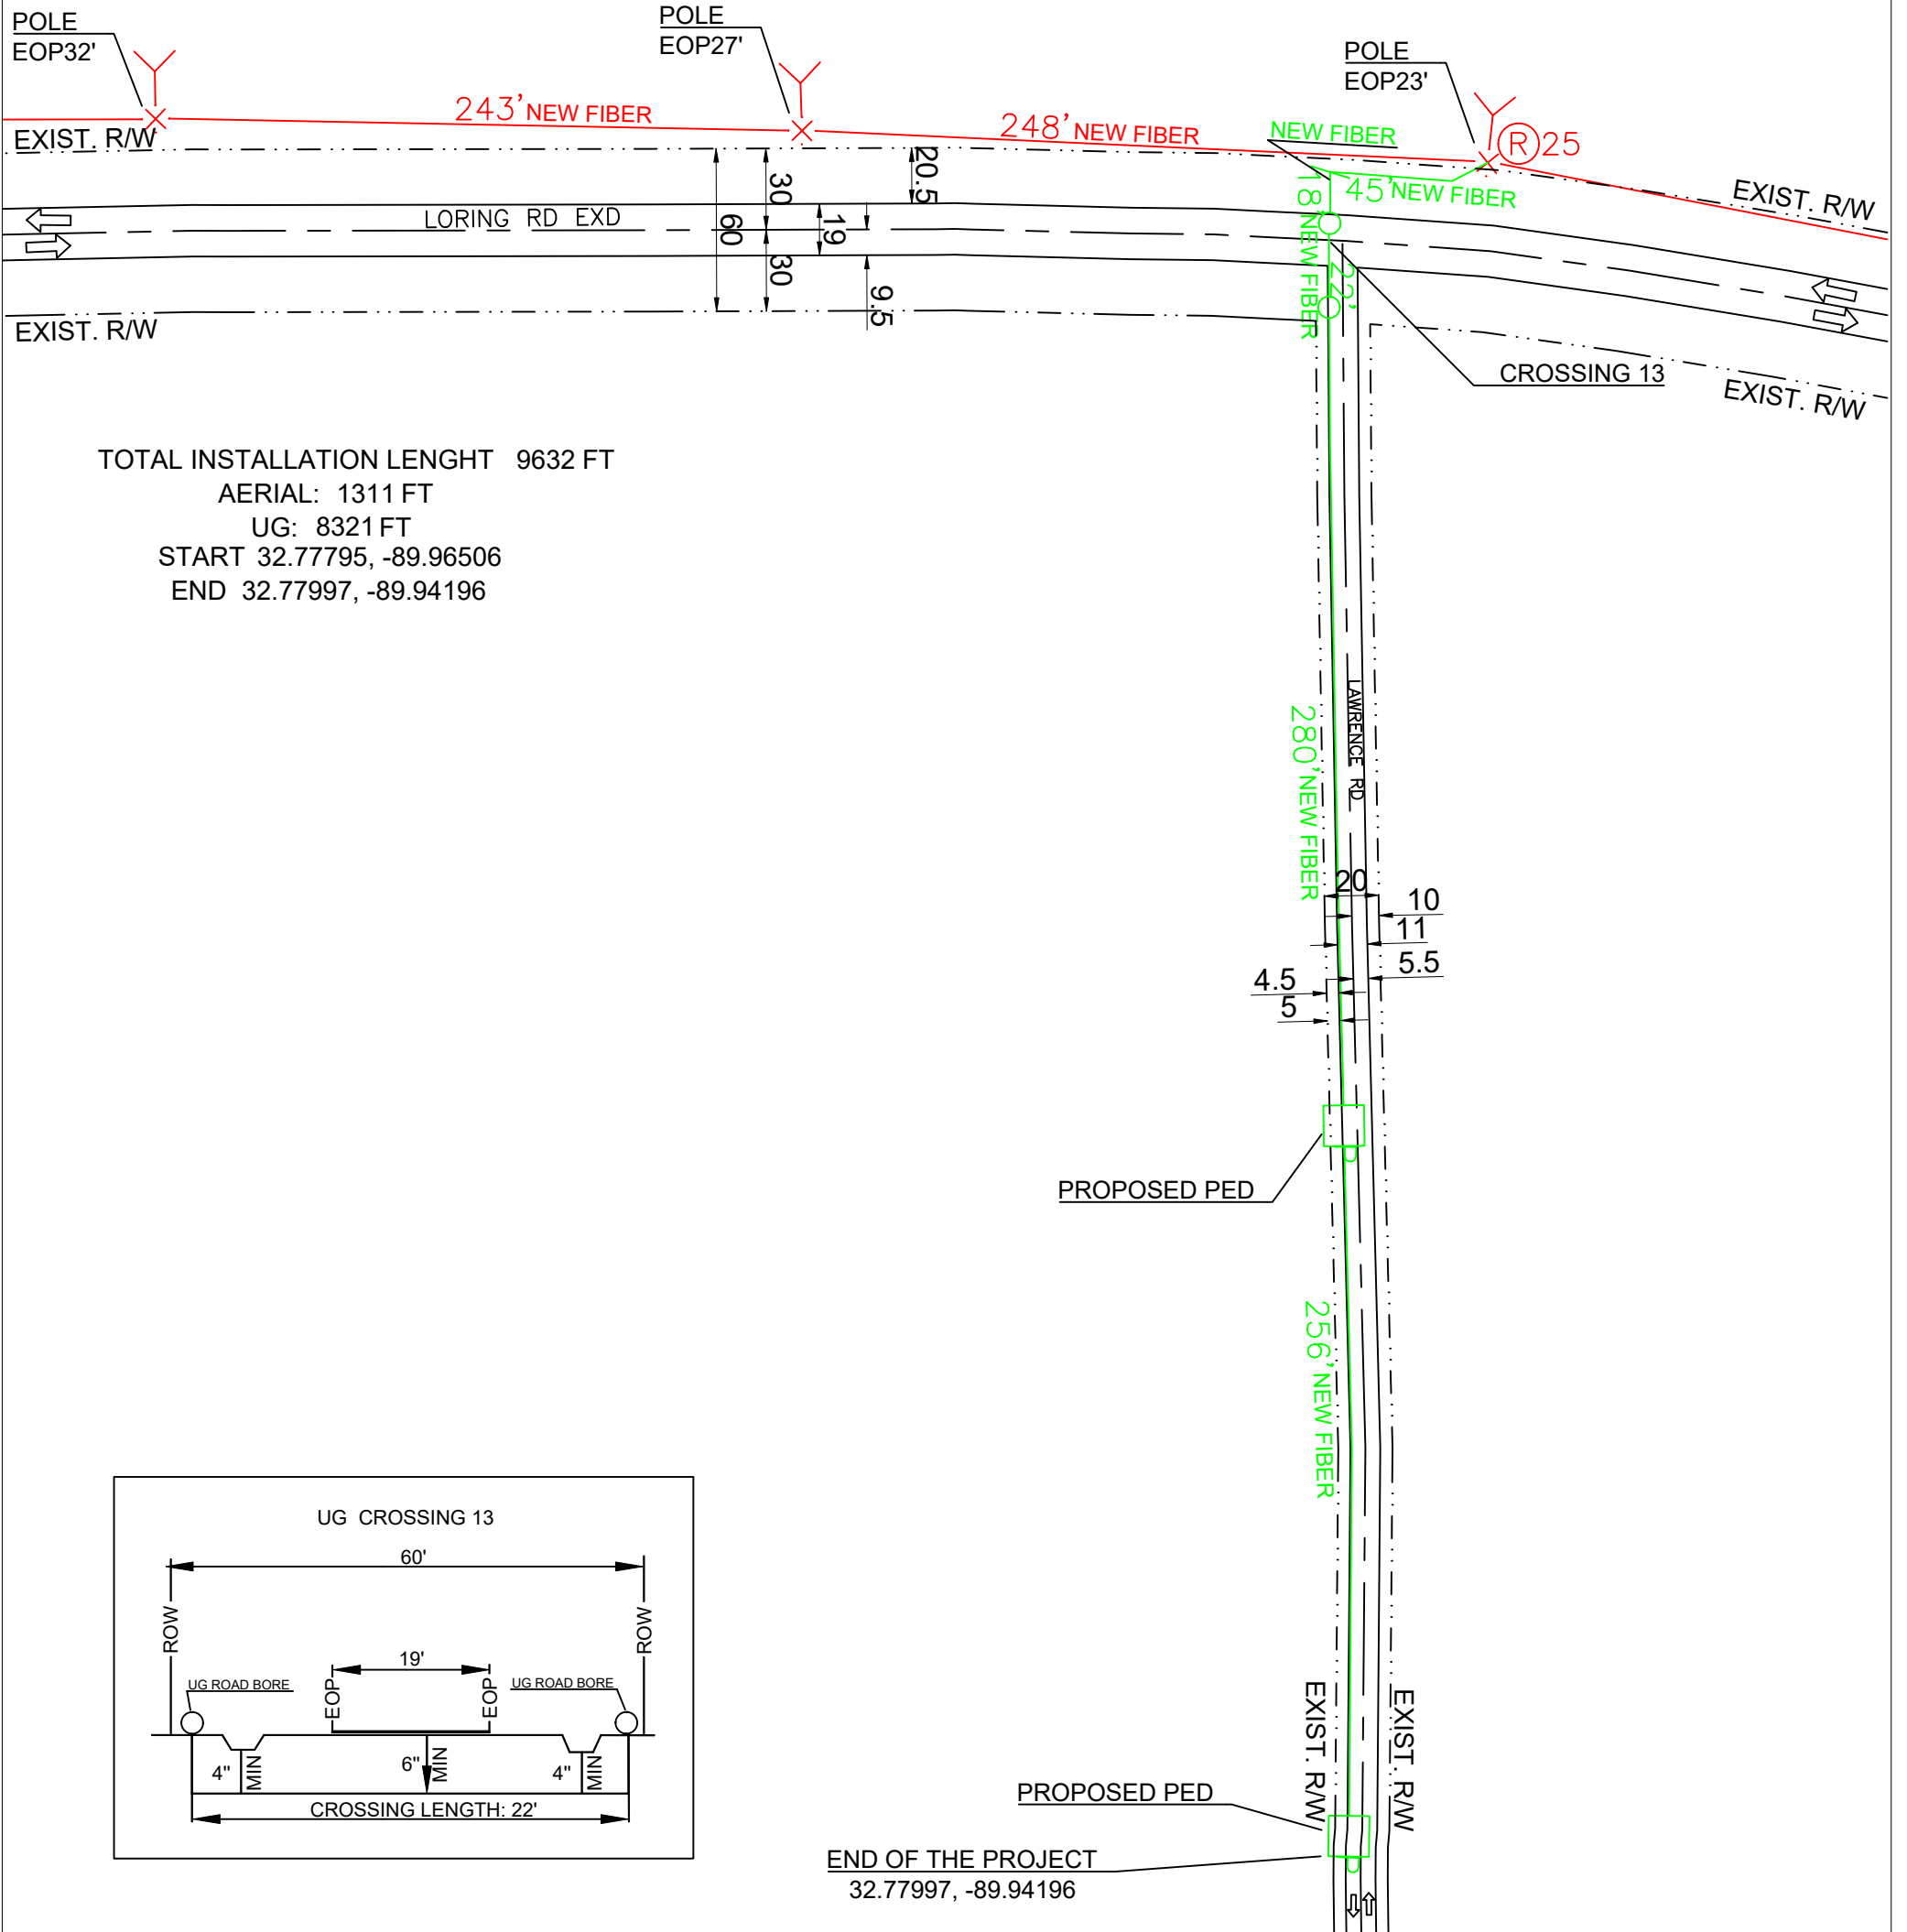 POLE
EOP32'
POLE
EOP27'
POLE
EOP23'
243' NEW FIBER
248' NEW FIBER
NEW FIBER
R 25
EXIST. R/W
45' NEW FIBER
EXIST. R/W
18' NEW FIBER
LORING RD EXD
20.5
30
60
19
30
9.5
22'
EXIST. R/W
CROSSING 13
EXIST. R/W
TOTAL INSTALLATION LENGHT 9632 FT
AERIAL: 1311 FT
UG: 8321 FT
START 32.77795, -89.96506
END 32.77997, -89.94196
LAWRENCE RD
280' NEW FIBER
20
10
11
5.5
4.5
5
PROPOSED PED
256' NEW FIBER
UG CROSSING 13
60'
ROW
ROW
19'
UG ROAD BORE
EOP
EOP
UG ROAD BORE
4" MIN
6" MIN
4" MIN
CROSSING LENGTH: 22'
EXIST. R/W
EXIST. R/W
PROPOSED PED
END OF THE PROJECT
32.77997, -89.94196